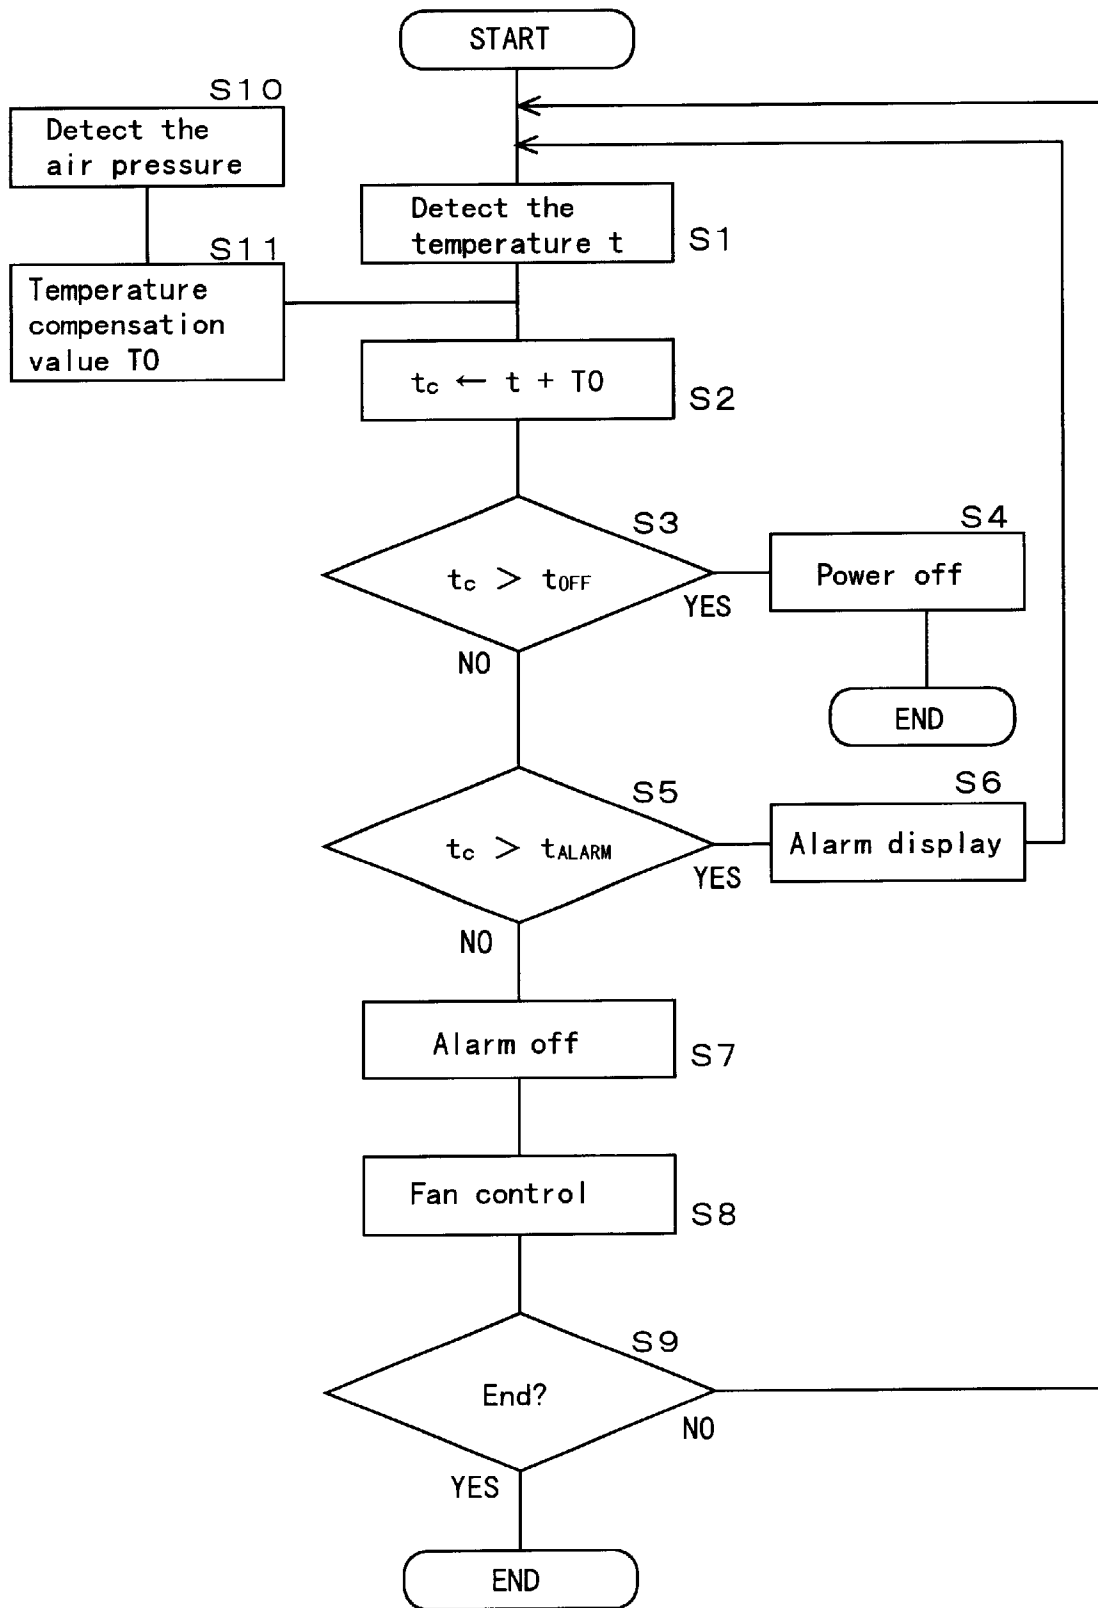 START
S10
Detect the
air pressure
Detect the
temperature t
S1
S11
Temperature
compensation
value T0
tc ← t + T0
S2
S3
tc > tOFF
YES
NO
S4
Power off
END
S5
tc > tALARM
YES
NO
S6
Alarm display
Alarm off
S7
Fan control
S8
S9
End?
NO
YES
END